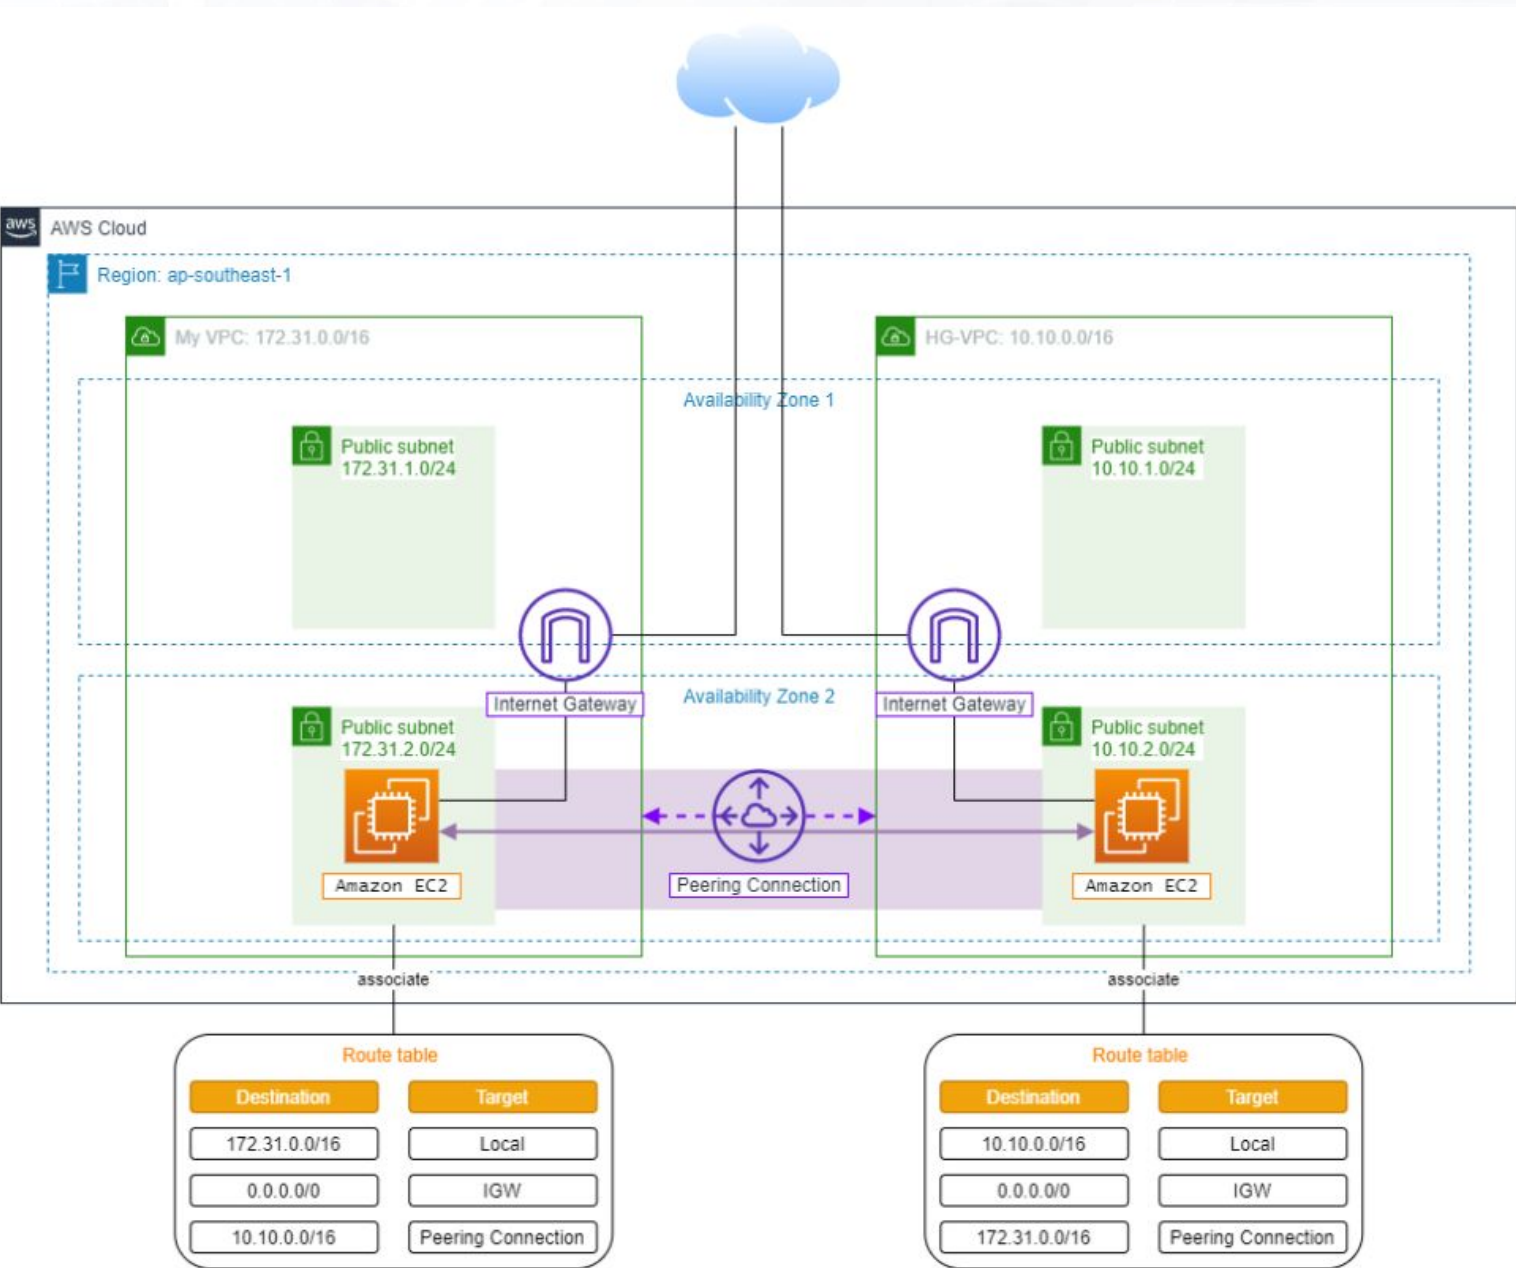 aws
AWS Cloud
Region: ap-southeast-1
My VPC: 172.31.0.0/16
HG-VPC: 10.10.0.0/16
Availability Zone 1
Public subnet
172.31.1.0/24
Public subnet
10.10.1.0/24
Internet Gateway
Internet Gateway
Availability Zone 2
Public subnet
172.31.2.0/24
Public subnet
10.10.2.0/24
Amazon EC2
Peering Connection
Amazon EC2
associate
associate
Route table
Destination
Target
172.31.0.0/16
Local
0.0.0.0/0
IGW
10.10.0.0/16
Peering Connection
Route table
Destination
Target
10.10.0.0/16
Local
0.0.0.0/0
IGW
172.31.0.0/16
Peering Connection